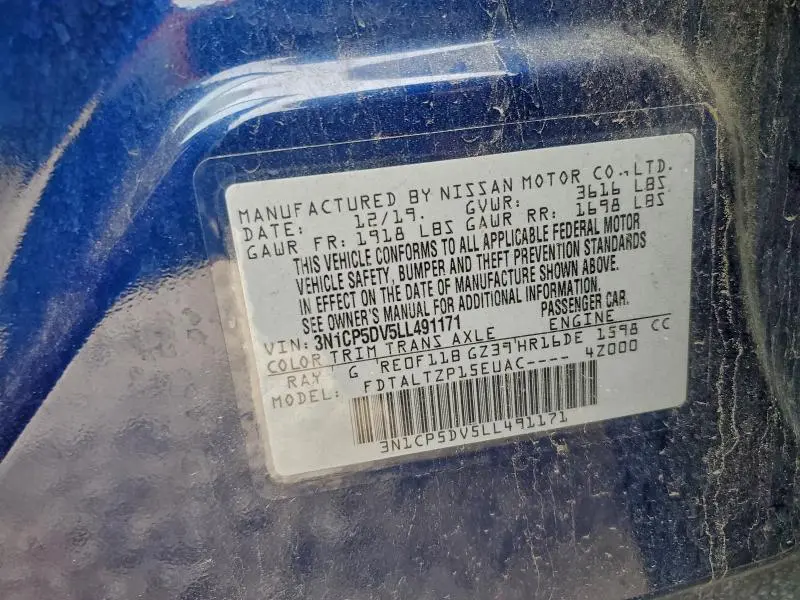 MANUFACTURED BY NISSAN MOTOR CO.,LTD.
DATE: 12/19. GVWR: 3616 LBS
GAWR FR: 1918 LBS GAWR RR: 1698 LBS
THIS VEHICLE CONFORMS TO ALL APPLICABLE FEDERAL MOTOR
VEHICLE SAFETY, BUMPER AND THEFT PREVENTION STANDARDS
IN EFFECT ON THE DATE OF MANUFACTURE SHOWN ABOVE.
SEE OWNER'S MANUAL FOR ADDITIONAL INFORMATION.
VIN: 3N1CP5DV5LL491171 PASSENGER CAR.
COLOR TRIM TRANS AXLE ENGINE
RAY G RE0F11B GZ39 HR16DE 1598 CC
MODEL: FDTALTZP15EUAC---- 4Z000
3N1CP5DV5LL491171